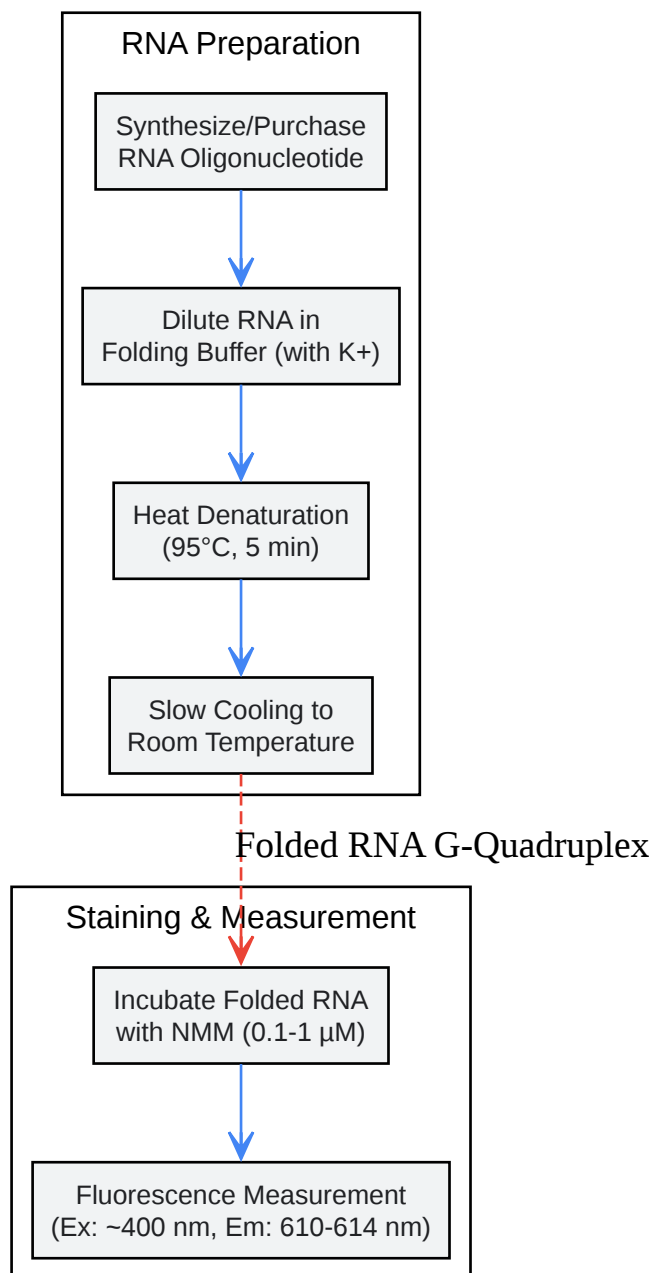 RNA Preparation
Synthesize/Purchase
RNA Oligonucleotide
Dilute RNA in
Folding Buffer (with K+)
Heat Denaturation
(95°C, 5 min)
Slow Cooling to
Room Temperature
Folded RNA G-Quadruplex
Staining & Measurement
Incubate Folded RNA
with NMM (0.1-1 µM)
Fluorescence Measurement
(Ex: ~400 nm, Em: 610-614 nm)